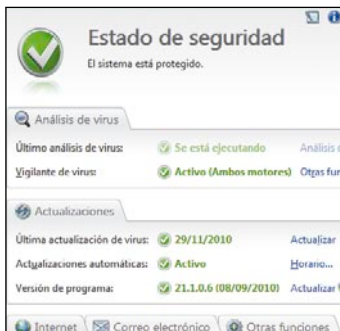 Estado de seguridad
El sistema está protegido.
Análisis de virus
Último análisis de virus: Se está ejecutando Análisis
Vigilante de virus: Activo (Ambos motores) Otras fun
Actualizaciones
Última actualización de virus: 29/11/2010 Actualizar
Actualizaciones automáticas: Activo Horario...
Versión de programa: 21.1.0.6 (08/09/2010) Actualizar
Internet Correo electrónico Otras funciones